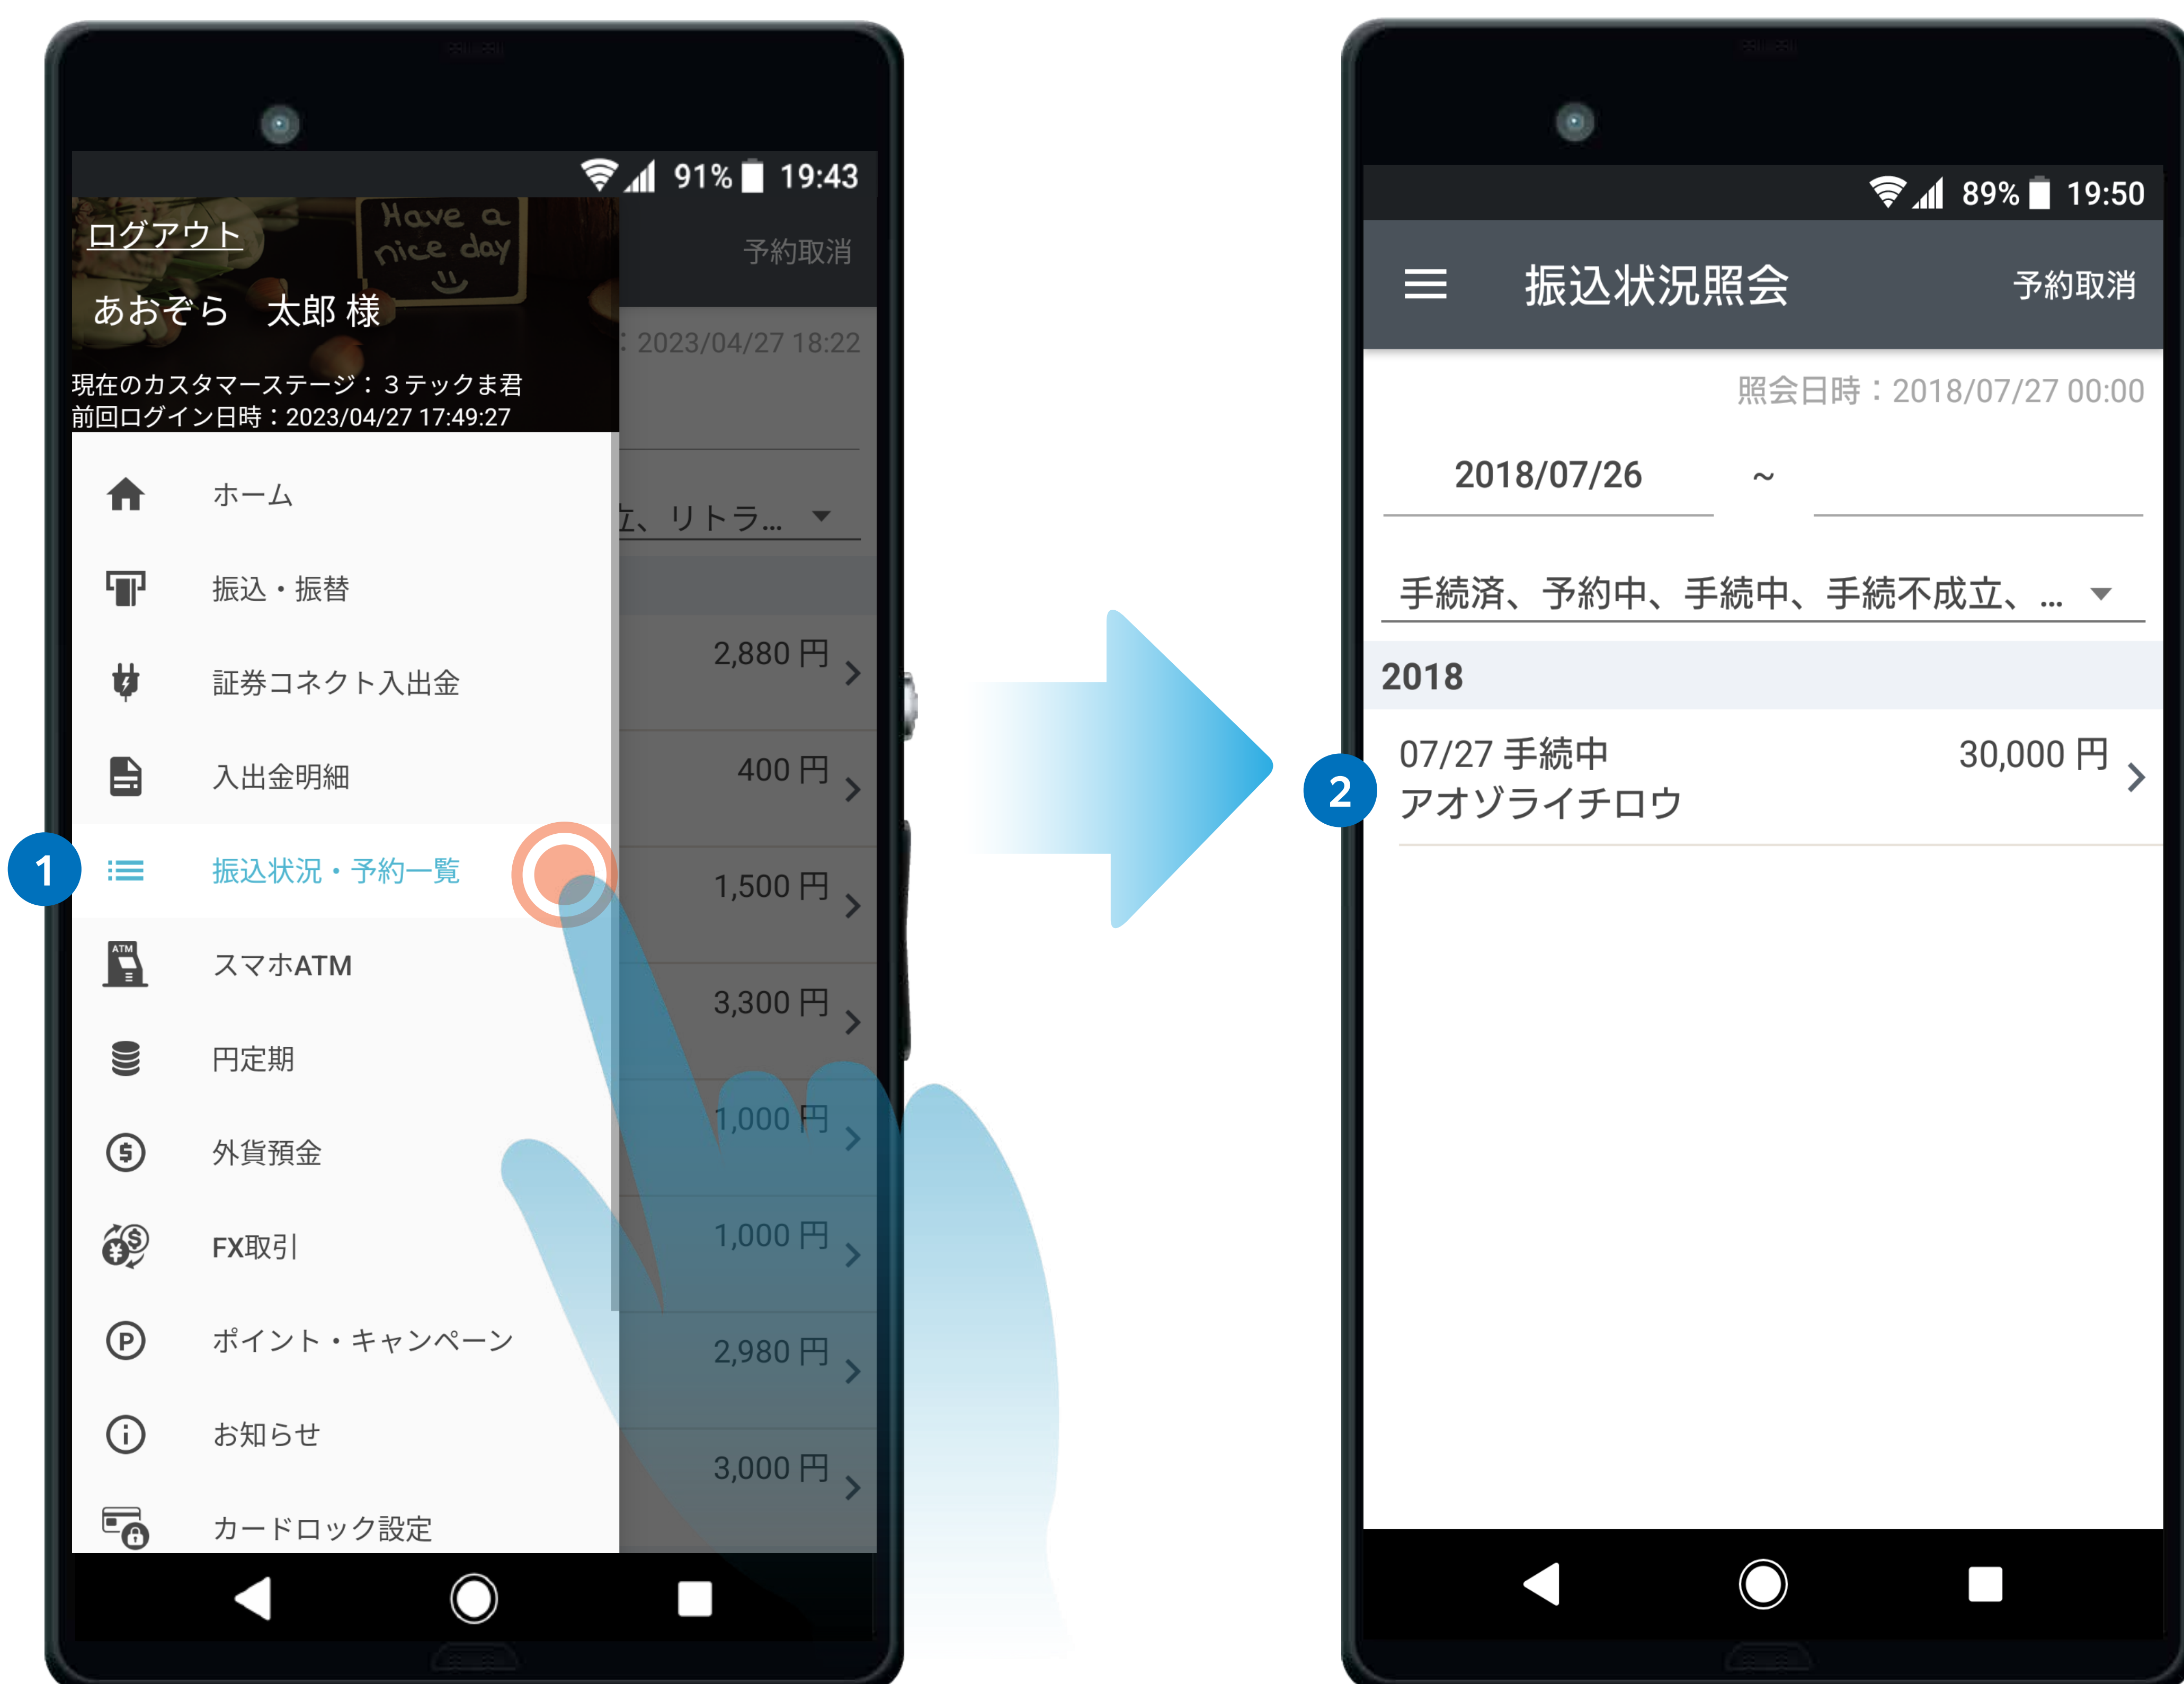 91% 19:43
ログアウト
Have a
nice day
予約取消
あおぞら 太郎 様
: 2023/04/27 18:22
現在のカスタマーステージ：３テックま君
前回ログイン日時：2023/04/27 17:49:27
ホーム
立、リトラ...
振込・振替
2,880 円
証券コネクト入出金
400 円
入出金明細
1
振込状況・予約一覧
1,500 円
ATM
スマホATM
3,300 円
円定期
1,000 円
外貨預金
1,000 円
FX取引
2,980 円
ポイント・キャンペーン
お知らせ
3,000 円
カードロック設定
89% 19:50
振込状況照会
予約取消
照会日時：2018/07/27 00:00
2018/07/26 ~
手続済、予約中、手続中、手続不成立、...
2018
2
07/27 手続中
30,000 円
アオゾライチロウ